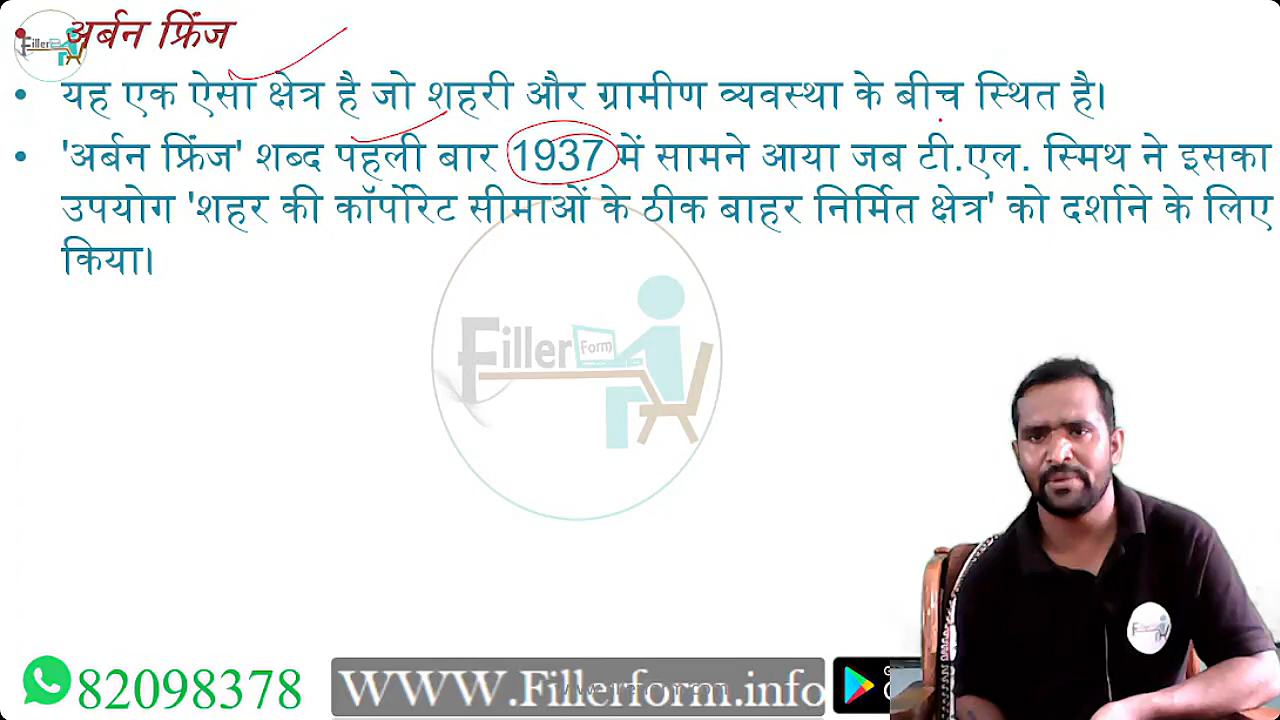 अर्बन फ्रिंज
• यह एक ऐसा क्षेत्र है जो शहरी और ग्रामीण व्यवस्था के बीच स्थित है।
• 'अर्बन फ्रिंज' शब्द पहली बार 1937 में सामने आया जब टी.एल. स्मिथ ने इसका
उपयोग 'शहर की कॉर्पोरेट सीमाओं के ठीक बाहर निर्मित क्षेत्र' को दर्शाने के लिए
किया।
Filler Form
82098378
WWW.Fillerform.info